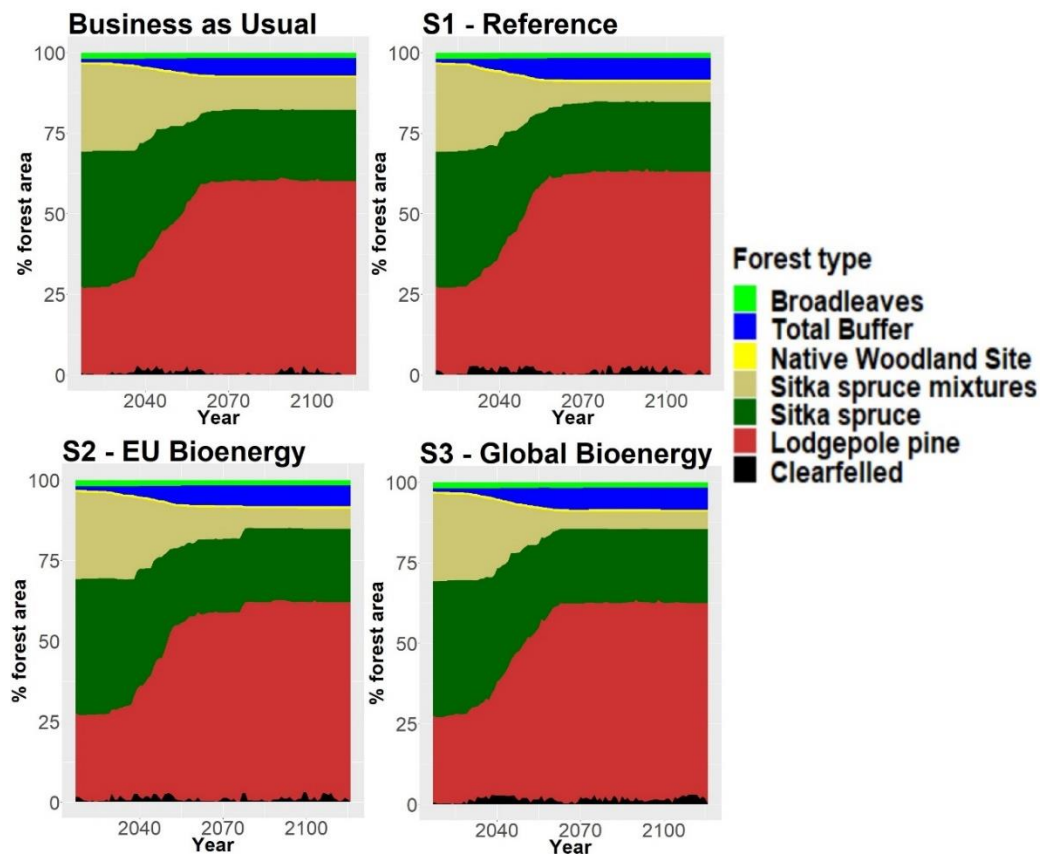 Business as Usual
100
75
50
25
0
% forest area
2040 2070 2100
Year
S1 - Reference
100
75
50
25
0
% forest area
2040 2070 2100
Year
S2 - EU Bioenergy
100
75
50
25
0
% forest area
2040 2070 2100
Year
S3 - Global Bioenergy
100
75
50
25
0
% forest area
2040 2070 2100
Year
Forest type
Broadleaves
Total Buffer
Native Woodland Site
Sitka spruce mixtures
Sitka spruce
Lodgepole pine
Clearfelled